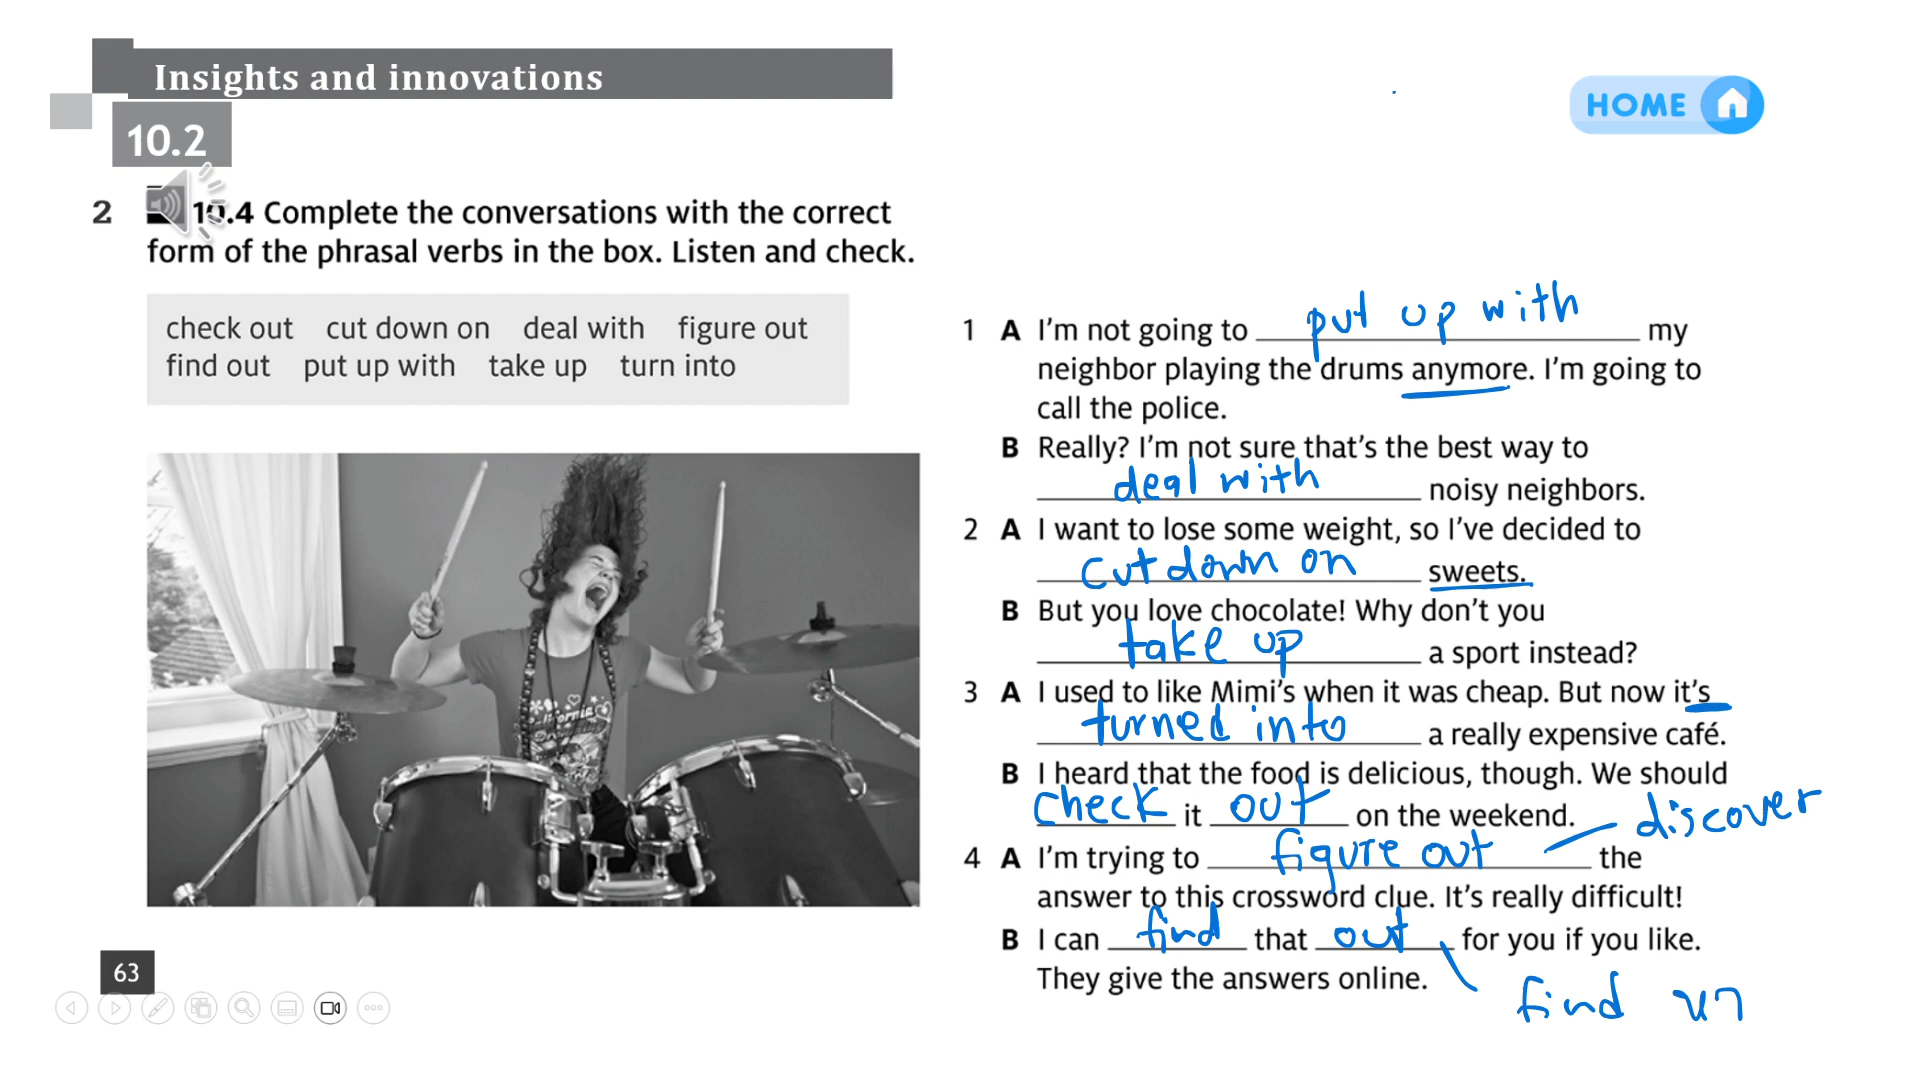 Insights and innovations
HOME
10.2
2 10.4 Complete the conversations with the correct
form of the phrasal verbs in the box. Listen and check.
check out cut down on deal with figure out
find out put up with take up turn into
1 A I'm not going to put up with my
neighbor playing the drums anymore. I'm going to
call the police.
B Really? I'm not sure that's the best way to
deal with noisy neighbors.
2 A I want to lose some weight, so I've decided to
cut down on sweets.
B But you love chocolate! Why don't you
take up a sport instead?
3 A I used to like Mimi's when it was cheap. But now it's
turned into a really expensive café.
B I heard that the food is delicious, though. We should
check it out on the weekend.
discover
4 A I'm trying to figure out the
answer to this crossword clue. It's really difficult!
B I can find that out for you if you like.
They give the answers online.
find หา
63